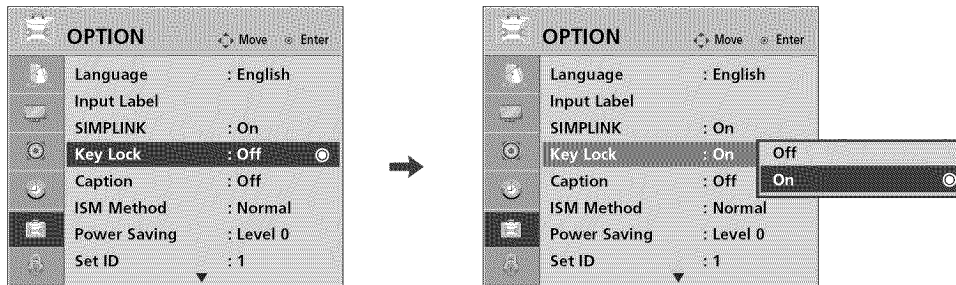 OPTION Move Enter
Language : English
Input Label
SIMPLINK : On
Key Lock : Off
Caption : Off
ISM Method : Normal
Power Saving : Level 0
Set ID : 1
OPTION Move Enter
Language : English
Input Label
SIMPLINK : On
Key Lock : On
Caption : Off
ISM Method : Normal
Power Saving : Level 0
Set ID : 1
Off
On